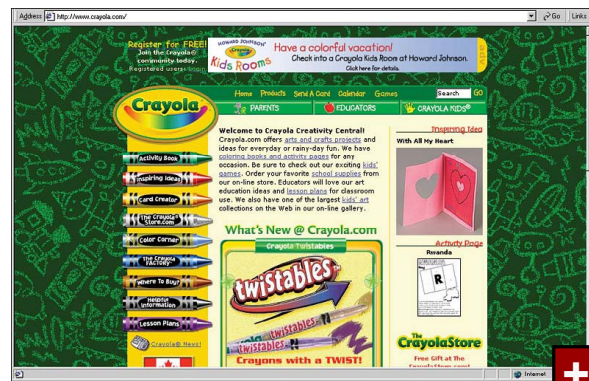 Address http://www.crayola.com/ Go Links
Register for FREE!
Join the Crayola®
community today.
Registered users: login
HOWARD JOHNSON®
Crayola
Kids Rooms
Have a colorful vacation!
Check into a Crayola Kids Room at Howard Johnson.
Click here for details.
Home Products Send A Card Calendar Games Search GO
PARENTS EDUCATORS CRAYOLA KIDS®
Crayola
Activity Book
Inspiring Ideas
Card Creator
The Crayola®
Store.com
Color Corner
The Crayola
FACTORY®
Where To Buy?
Helpful
Information
Lesson Plans
Crayola® News!
Welcome to Crayola Creativity Central!
Crayola.com offers arts and crafts projects and
ideas for everyday or rainy-day fun. We have
coloring books and activity pages for any
occasion. Be sure to check out our exciting kids'
games. Order your favorite school supplies from
our on-line store. Educators will love our art
education ideas and lesson plans for classroom
use. We also have one of the largest kids' art
collections on the Web in our on-line gallery.
What's New @ Crayola.com
Crayola Twistables
twistables
twistables
twistables
Crayons with a TWIST!
Inspiring Idea
With All My Heart
Activity Page
Rwanda
R
The
CrayolaStore
Free Gift at The
CrayolaStore.com!
Internet